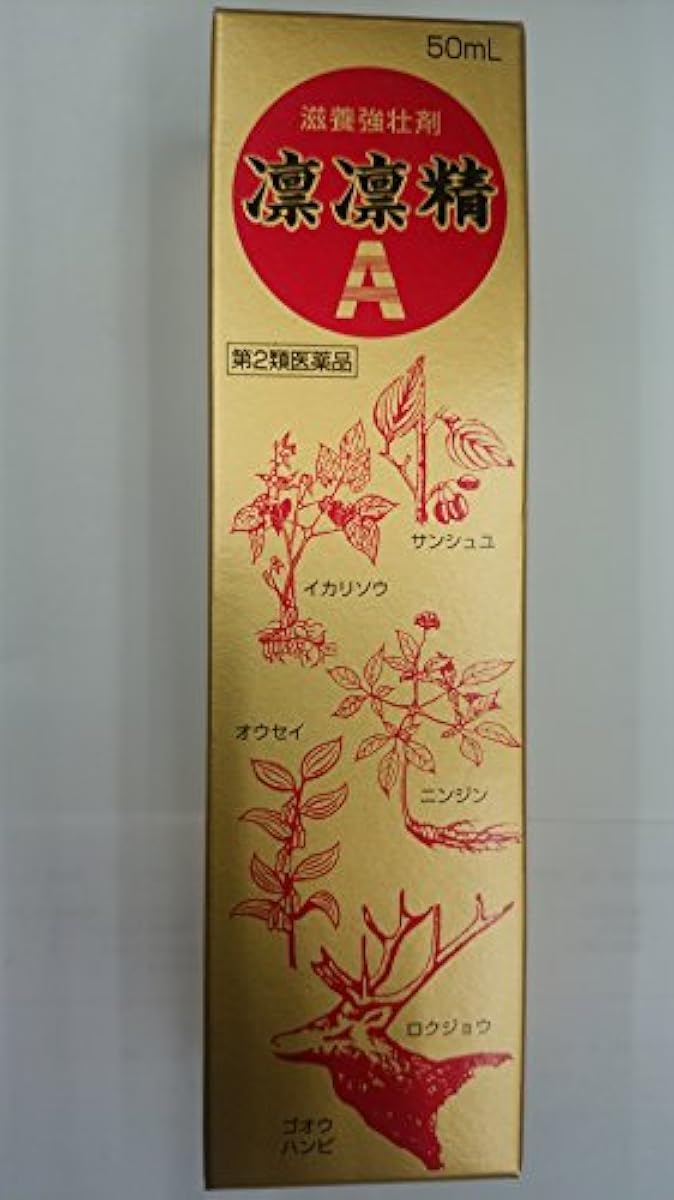 50mL
滋養強壮剤
凛凛精
A
第2類医薬品
サンシュユ
イカリソウ
オウセイ
ニンジン
ロクジョウ
ゴオウ
ハンピ